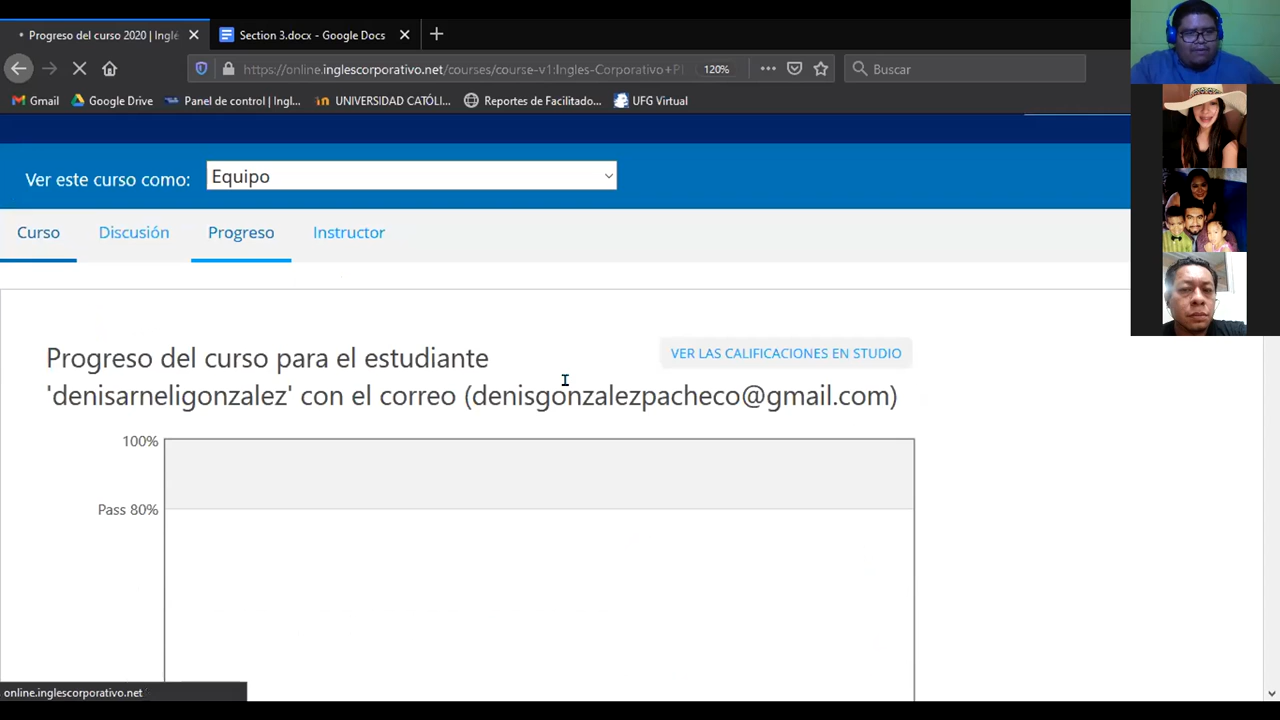 Progreso del curso 2020 | Inglé
Section 3.docx - Google Docs
https://online.inglescorporativo.net/courses/course-v1:Ingles-Corporativo+P
120%
Buscar
Gmail
Google Drive
Panel de control | Ingl...
UNIVERSIDAD CATÓLI...
Reportes de Facilitado...
UFG Virtual
Ver este curso como:
Equipo
Curso
Discusión
Progreso
Instructor
Progreso del curso para el estudiante
'denisarneligonzalez' con el correo (denisgonzalezpacheco@gmail.com)
VER LAS CALIFICACIONES EN STUDIO
100%
Pass 80%
online.inglescorporativo.net